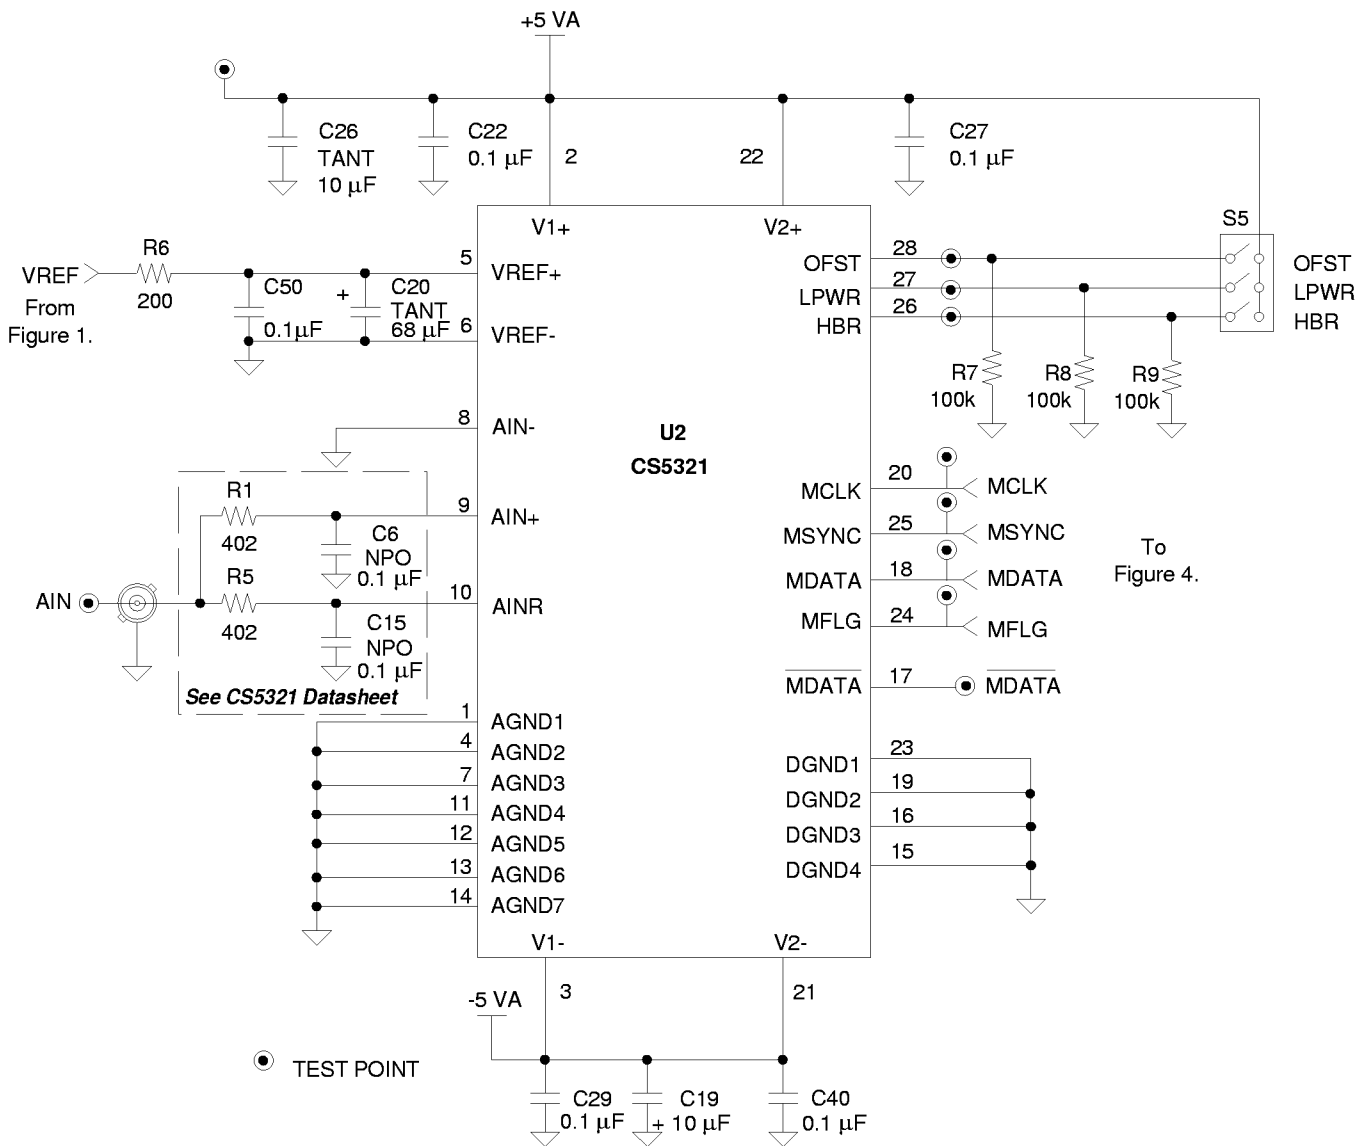 +5 VA
C26
TANT
10 µF
C22
0.1 µF
2
22
C27
0.1 µF
V1+
V2+
S5
VREF
From
Figure 1.
R6
200
C50
0.1µF
+
C20
TANT
68 µF
5
VREF+
6
VREF-
OFST
28
LPWR
27
HBR
26
OFST
LPWR
HBR
R7
100k
R8
100k
R9
100k
8
AIN-
U2
CS5321
R1
402
9
AIN+
C6
NPO
0.1 µF
AIN
R5
402
10
AINR
C15
NPO
0.1 µF
See CS5321 Datasheet
MCLK
20
MCLK
MSYNC
25
MSYNC
MDATA
18
MDATA
MFLG
24
MFLG
To
Figure 4.
MDATA
17
MDATA
1
AGND1
4
AGND2
7
AGND3
11
AGND4
12
AGND5
13
AGND6
14
AGND7
DGND1
23
DGND2
19
DGND3
16
DGND4
15
V1-
V2-
-5 VA
3
21
TEST POINT
C29
0.1 µF
C19
+ 10 µF
C40
0.1 µF